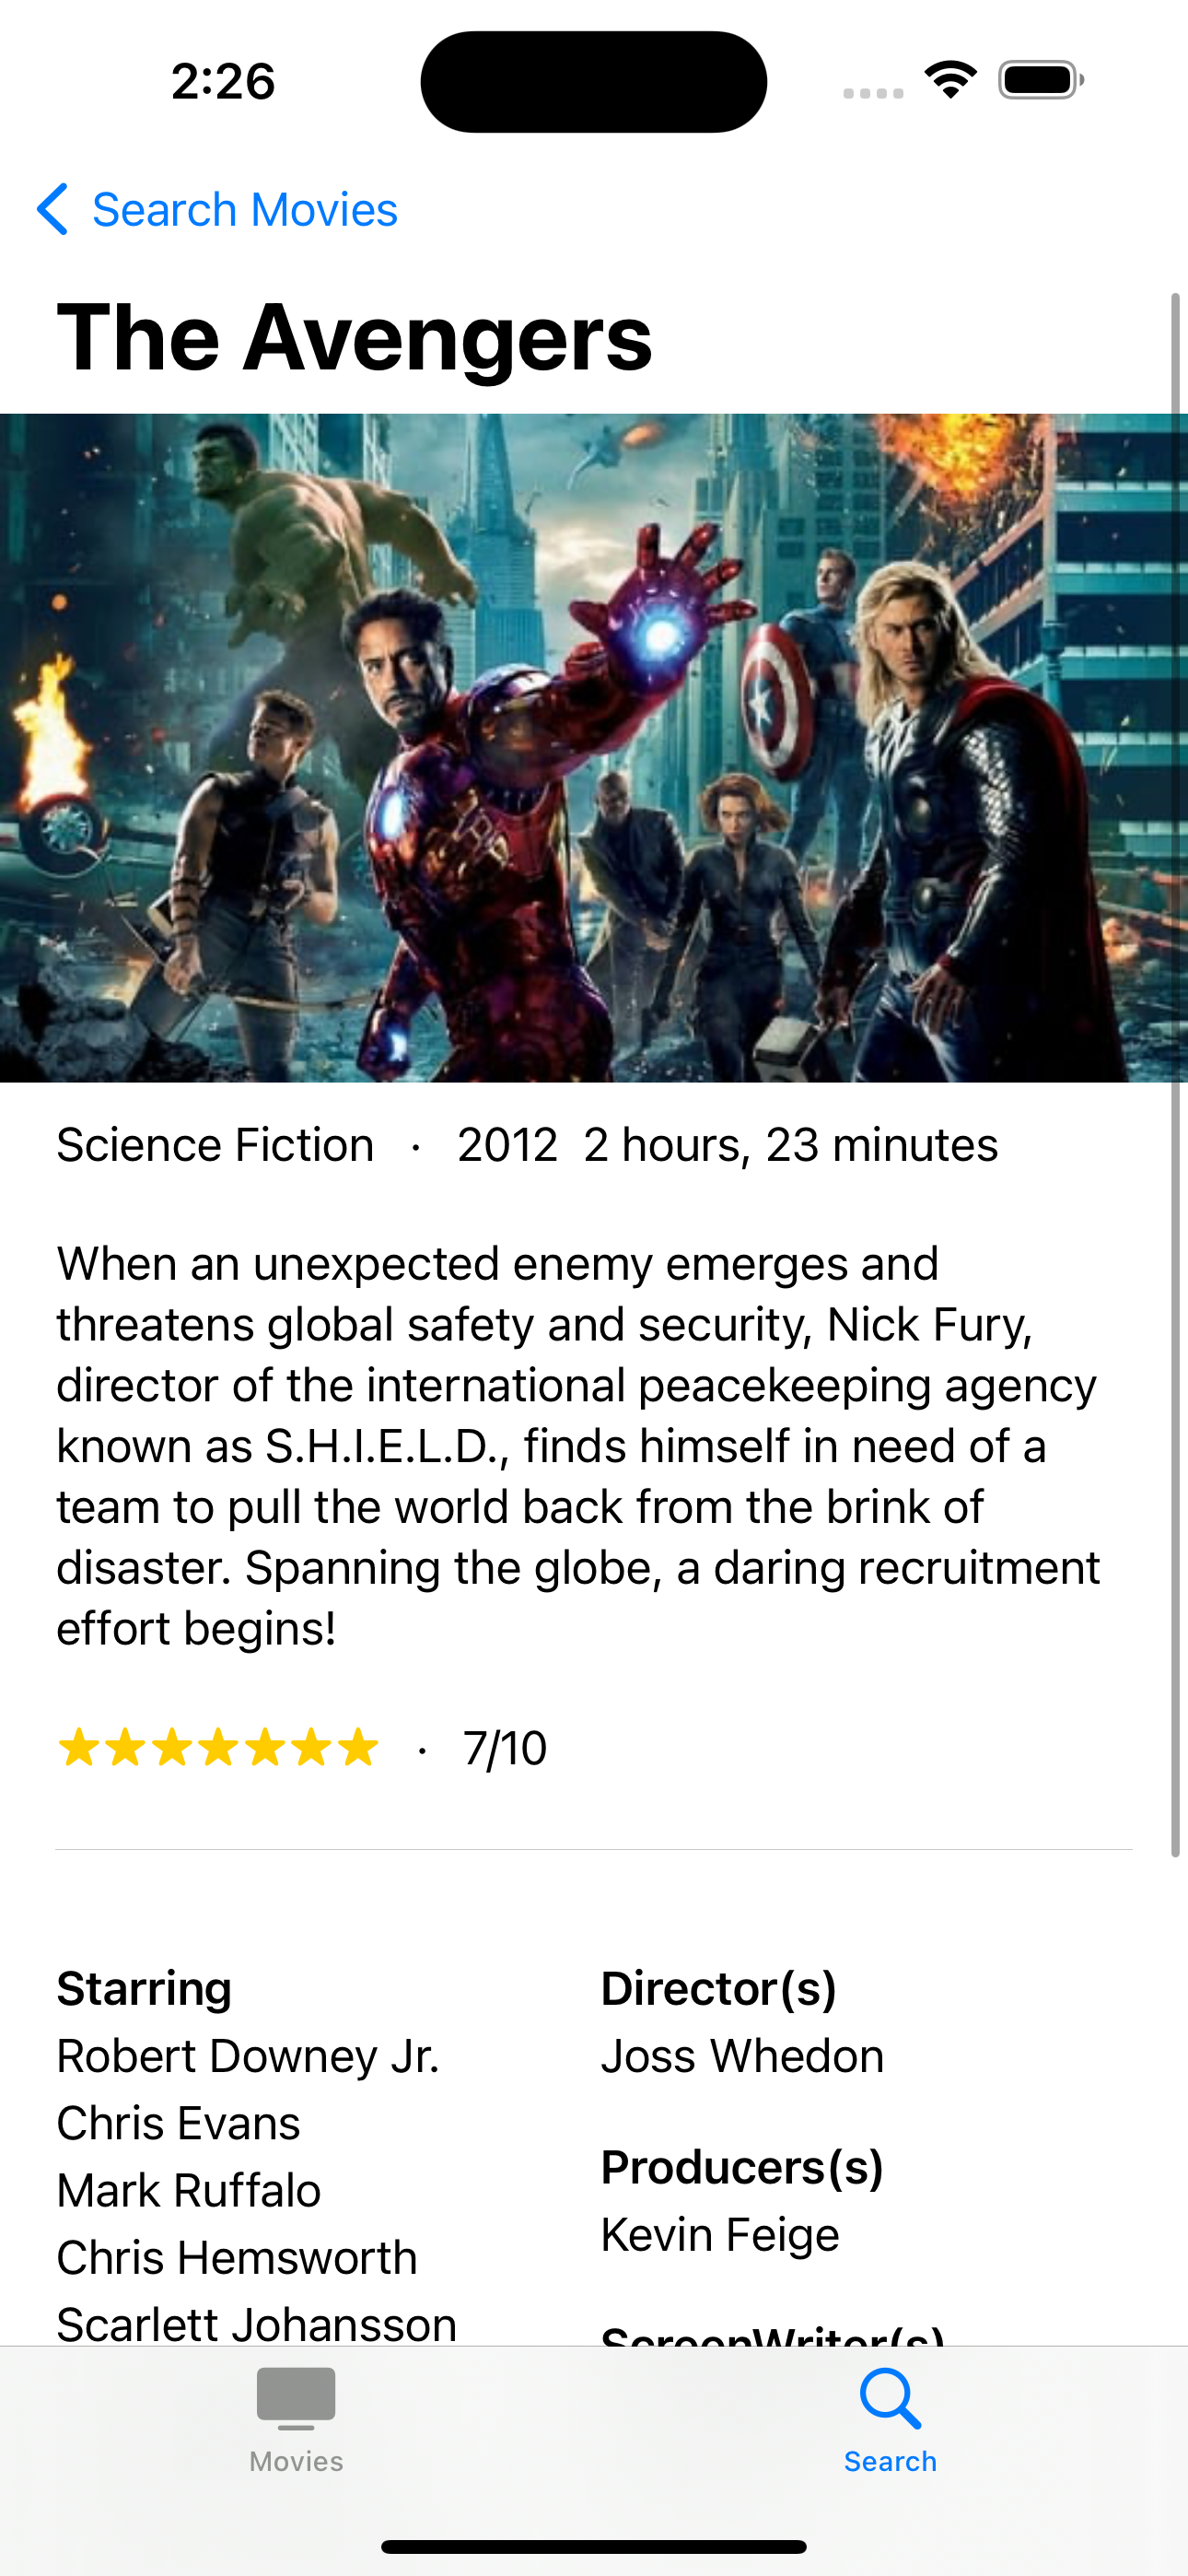 2:26
Search Movies
The Avengers
Science Fiction · 2012 2 hours, 23 minutes
When an unexpected enemy emerges and
threatens global safety and security, Nick Fury,
director of the international peacekeeping agency
known as S.H.I.E.L.D., finds himself in need of a
team to pull the world back from the brink of
disaster. Spanning the globe, a daring recruitment
effort begins!
★★★★★★★ · 7/10
Starring
Robert Downey Jr.
Chris Evans
Mark Ruffalo
Chris Hemsworth
Scarlett Johansson
Director(s)
Joss Whedon
Producers(s)
Kevin Feige
ScreenWriter(s)
Movies
Search